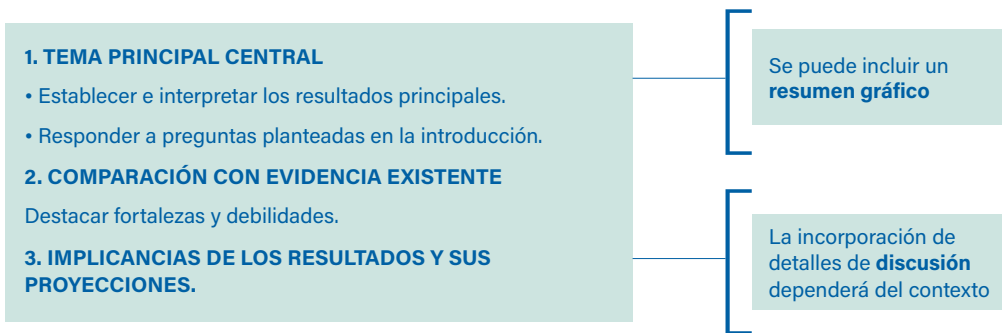 1. TEMA PRINCIPAL CENTRAL
• Establecer e interpretar los resultados principales.
• Responder a preguntas planteadas en la introducción.
2. COMPARACIÓN CON EVIDENCIA EXISTENTE
Destacar fortalezas y debilidades.
3. IMPLICANCIAS DE LOS RESULTADOS Y SUS
PROYECCIONES.
Se puede incluir un
resumen gráfico
La incorporación de
detalles de discusión
dependerá del contexto